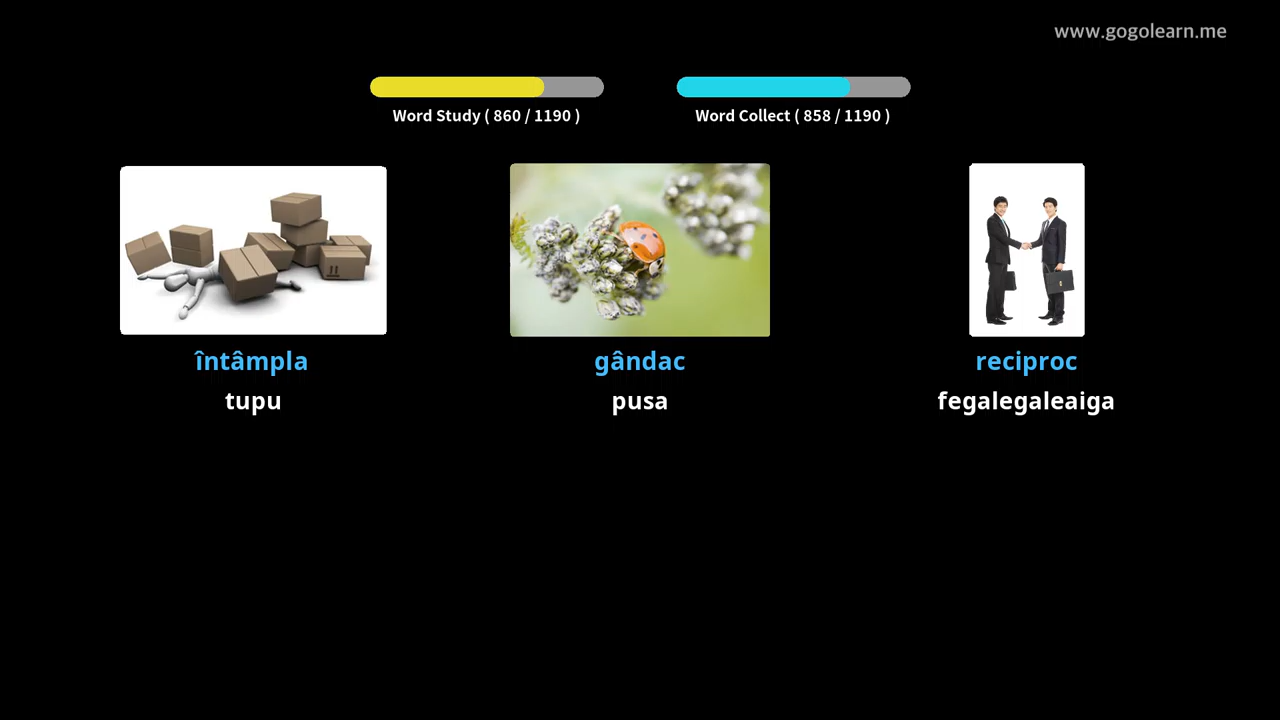 www.gogolearn.me
Word Study ( 860 / 1190 )
Word Collect ( 858 / 1190 )
întâmpla
tupu
gândac
pusa
reciproc
fegalegaleaiga